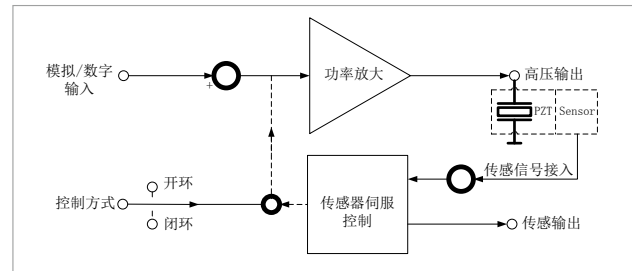 模拟/数字
输入
+
功率放大
高压输出
PZT
Sensor
传感信号接入
开环
控制方式
闭环
传感器伺服
控制
传感输出